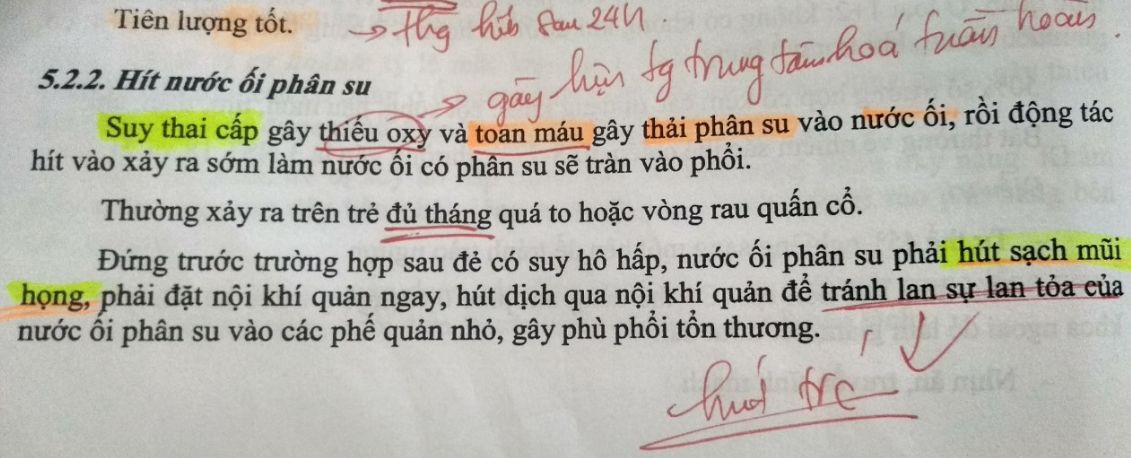 Tiên lượng tốt.
→ thg hết sau 24h.
5.2.2. Hít nước ối phân su
→ gây hiện tg trung tâm hoá tuần hoàn.
Suy thai cấp gây thiếu oxy và toan máu gây thải phân su vào nước ối, rồi động tác
hít vào xảy ra sớm làm nước ối có phân su sẽ tràn vào phổi.
Thường xảy ra trên trẻ đủ tháng quá to hoặc vòng rau quấn cổ.
Đứng trước trường hợp sau đẻ có suy hô hấp, nước ối phân su phải hút sạch mũi
họng, phải đặt nội khí quản ngay, hút dịch qua nội khí quản để tránh lan sự lan tỏa của
nước ối phân su vào các phế quản nhỏ, gây phù phổi tổn thương.